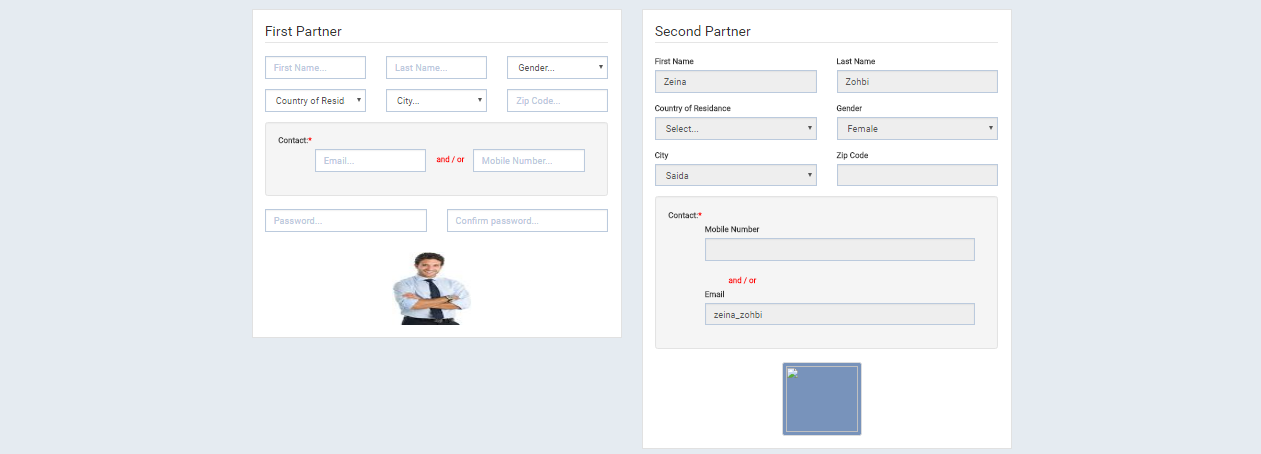 First Partner
First Name... Last Name... Gender...
Country of Resid City... Zip Code...
Contact:*
Email... and / or Mobile Number...
Password... Confirm password...
Second Partner
First Name Last Name
Zeina Zohbi
Country of Residance Gender
Select... Female
City Zip Code
Saida
Contact:*
Mobile Number
and / or
Email
zeina_zohbi